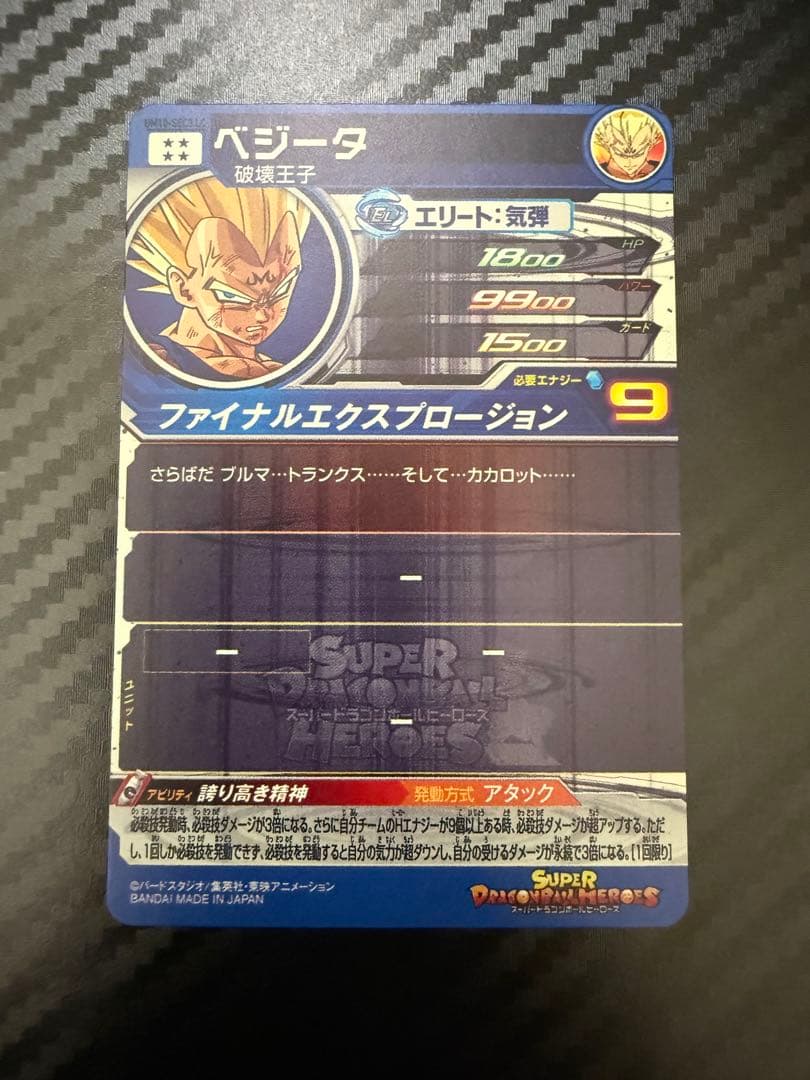 ベジータ
破壊王子
EL エリート:気弾
1800 HP
9900 パワー
1500 ガード
必要エナジー 9
ファイナルエクスプロージョン
さらばだ ブルマ…トランクス……そして…カカロット……
ー
ー ー
SUPER
DRAGONBALL
スーパードラゴンボールヒーローズ
HEROES
ー
ユニット
アビリティ 誇り高き精神 発動方式 アタック
必殺技発動時、必殺技ダメージが3倍になる。さらに自分チームのHエナジーが9個以上ある時、必殺技ダメージが超アップする。ただ
し、1回しか必殺技を発動できず、必殺技を発動すると自分の気力が超ダウンし、自分の受けるダメージが永続で3倍になる。[1回限り]
©バードスタジオ/集英社・東映アニメーション
BANDAI MADE IN JAPAN
SUPER
DRAGONBALL HEROES
スーパードラゴンボールヒーローズ